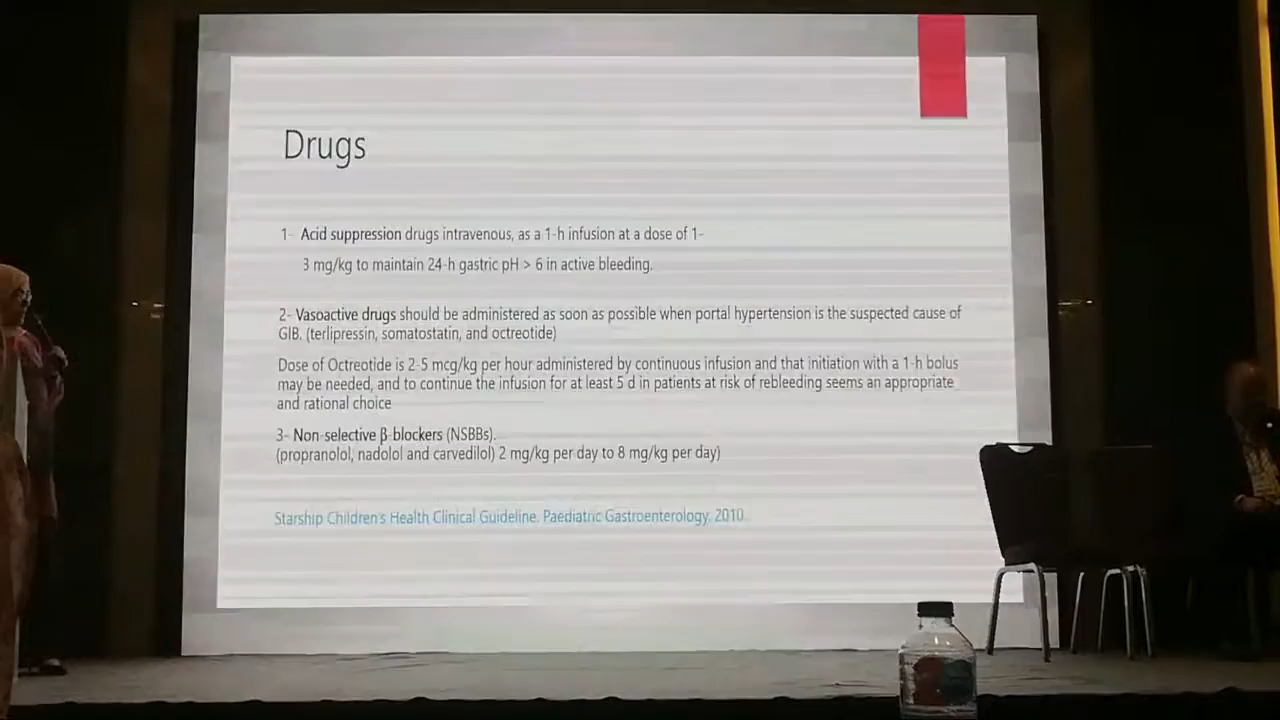 Drugs
1- Acid suppression drugs intravenous, as a 1-h infusion at a dose of 1-
3 mg/kg to maintain 24-h gastric pH > 6 in active bleeding.
2- Vasoactive drugs should be administered as soon as possible when portal hypertension is the suspected cause of
GIB. (terlipressin, somatostatin, and octreotide)
Dose of Octreotide is 2-5 mcg/kg per hour administered by continuous infusion and that initiation with a 1-h bolus
may be needed, and to continue the infusion for at least 5 d in patients at risk of rebleeding seems an appropriate
and rational choice
3- Non-selective β-blockers (NSBBs).
(propranolol, nadolol and carvedilol) 2 mg/kg per day to 8 mg/kg per day)
Starship Children's Health Clinical Guideline. Paediatric Gastroenterology, 2010